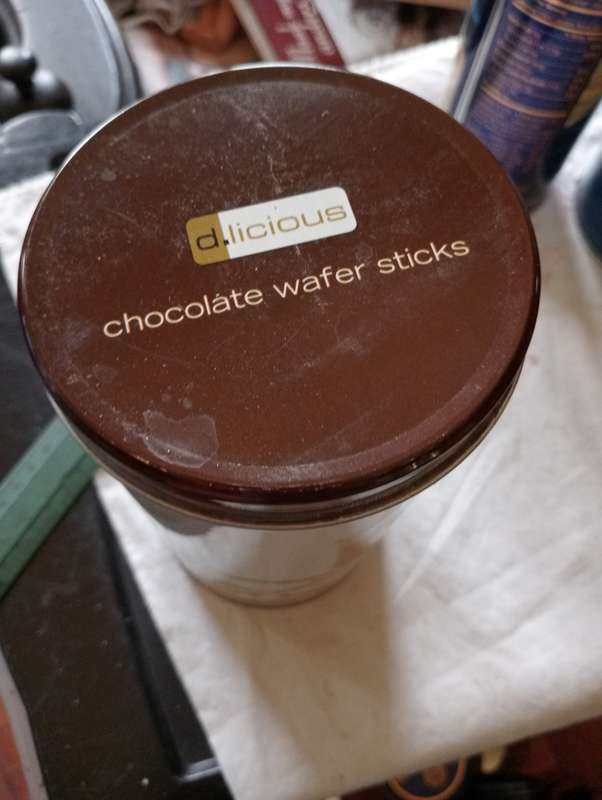 d.licious
chocolate wafer sticks